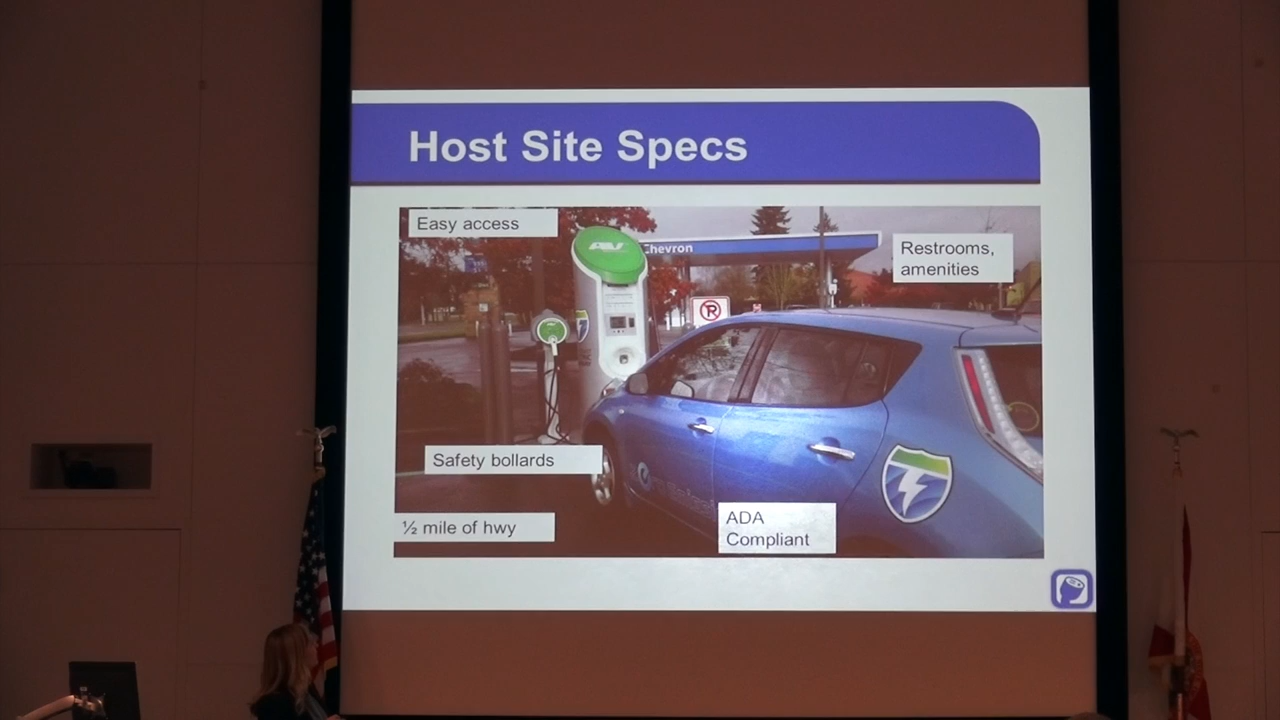 Host Site Specs
Easy access
Chevron
Restrooms,
amenities
Safety bollards
½ mile of hwy
ADA
Compliant